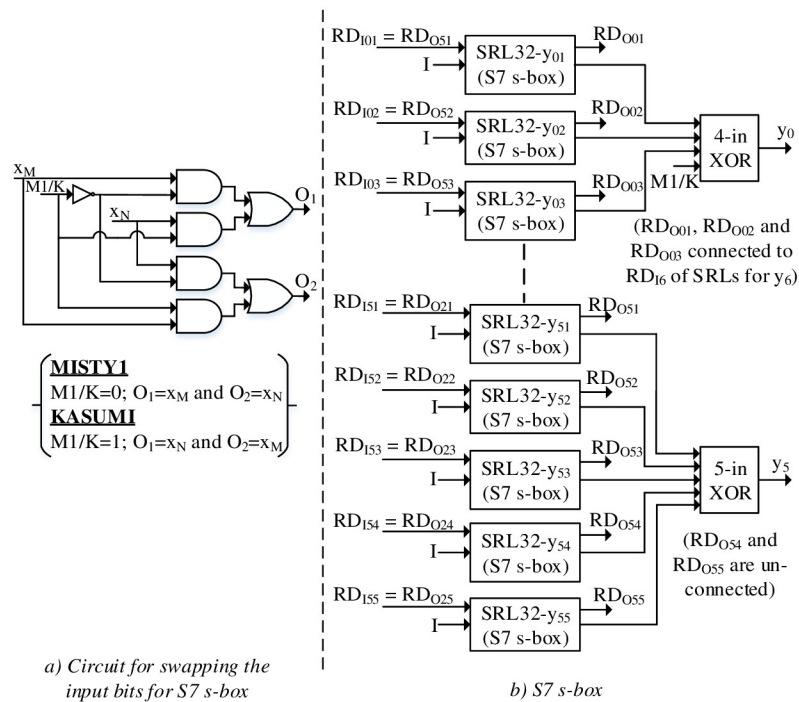 x_M
M1/K
x_N
O_1
O_2
MISTY1
M1/K=0; O_1=x_M and O_2=x_N
KASUMI
M1/K=1; O_1=x_N and O_2=x_M
a) Circuit for swapping the
input bits for S7 s-box
RD_I01 = RD_O51
I
SRL32-y_01
(S7 s-box)
RD_O01
RD_I02 = RD_O52
I
SRL32-y_02
(S7 s-box)
RD_O02
RD_I03 = RD_O53
I
SRL32-y_03
(S7 s-box)
RD_O03
4-in
XOR
y_0
M1/K
(RD_O01, RD_O02 and
RD_O03 connected to
RD_I6 of SRLs for y_6)
RD_I51 = RD_O21
I
SRL32-y_51
(S7 s-box)
RD_O51
RD_I52 = RD_O22
I
SRL32-y_52
(S7 s-box)
RD_O52
RD_I53 = RD_O23
I
SRL32-y_53
(S7 s-box)
RD_O53
RD_I54 = RD_O24
I
SRL32-y_54
(S7 s-box)
RD_O54
RD_I55 = RD_O25
I
SRL32-y_55
(S7 s-box)
RD_O55
5-in
XOR
y_5
(RD_O54 and
RD_O55 are un-
connected)
b) S7 s-box